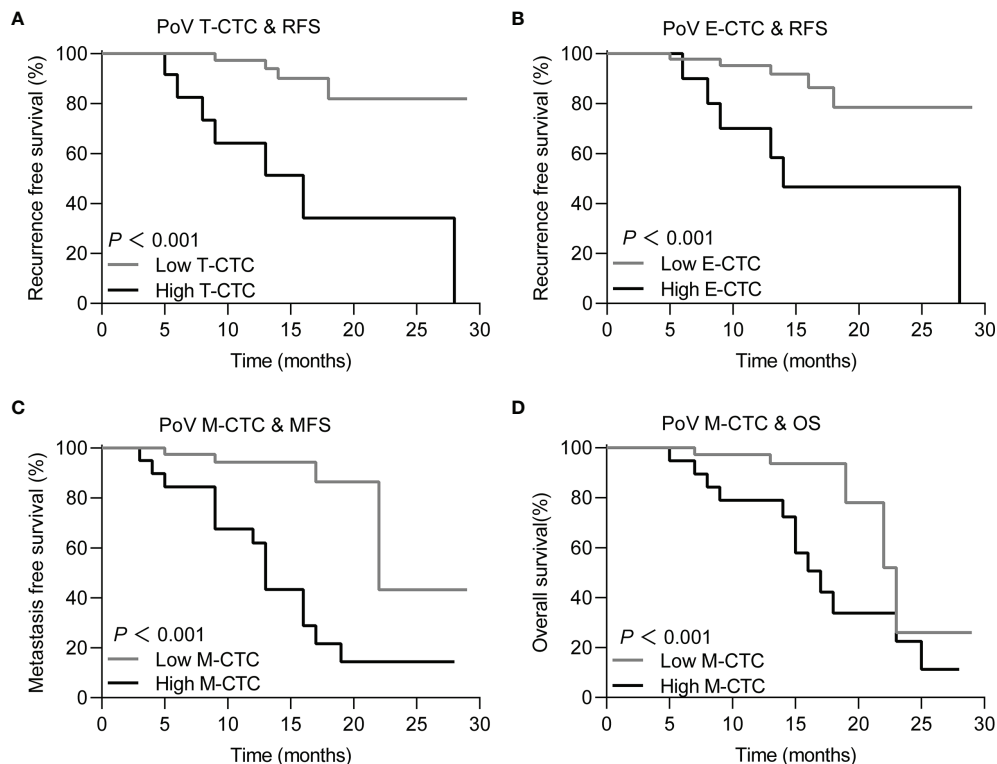 A
PoV T-CTC & RFS
Recurrence free survival (%)
100
80
60
40
20
0
P < 0.001
Low T-CTC
High T-CTC
0 5 10 15 20 25 30
Time (months)
B
PoV E-CTC & RFS
Recurrence free survival (%)
100
80
60
40
20
0
P < 0.001
Low E-CTC
High E-CTC
0 5 10 15 20 25 30
Time (months)
C
PoV M-CTC & MFS
Metastasis free survival (%)
100
80
60
40
20
0
P < 0.001
Low M-CTC
High M-CTC
0 5 10 15 20 25 30
Time (months)
D
PoV M-CTC & OS
Overall survival(%)
100
80
60
40
20
0
P < 0.001
Low M-CTC
High M-CTC
0 5 10 15 20 25 30
Time (months)